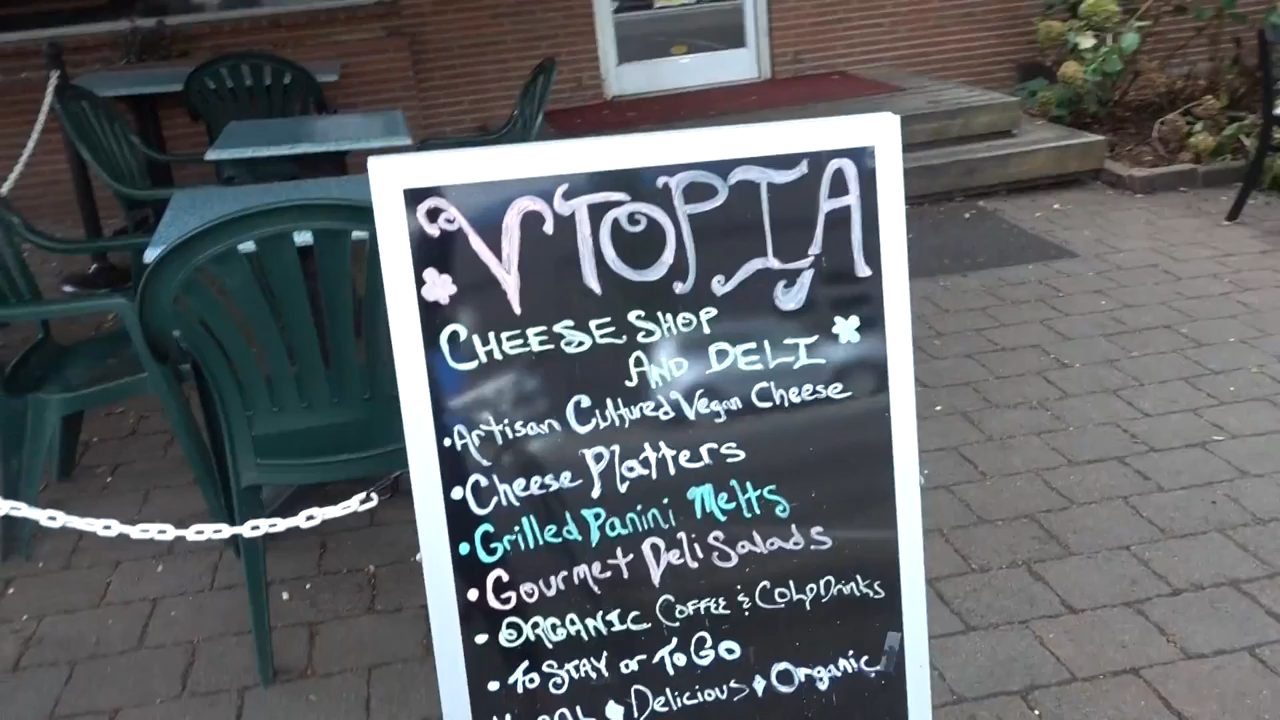 VTOPIA
CHEESE SHOP
AND DELI
• Artisan Cultured Vegan Cheese
• Cheese Platters
• Grilled Panini Melts
• Gourmet Deli Salads
• ORGANIC COFFEE & COLD Drinks
• TO STAY or TO GO
Delicious ♦ Organic